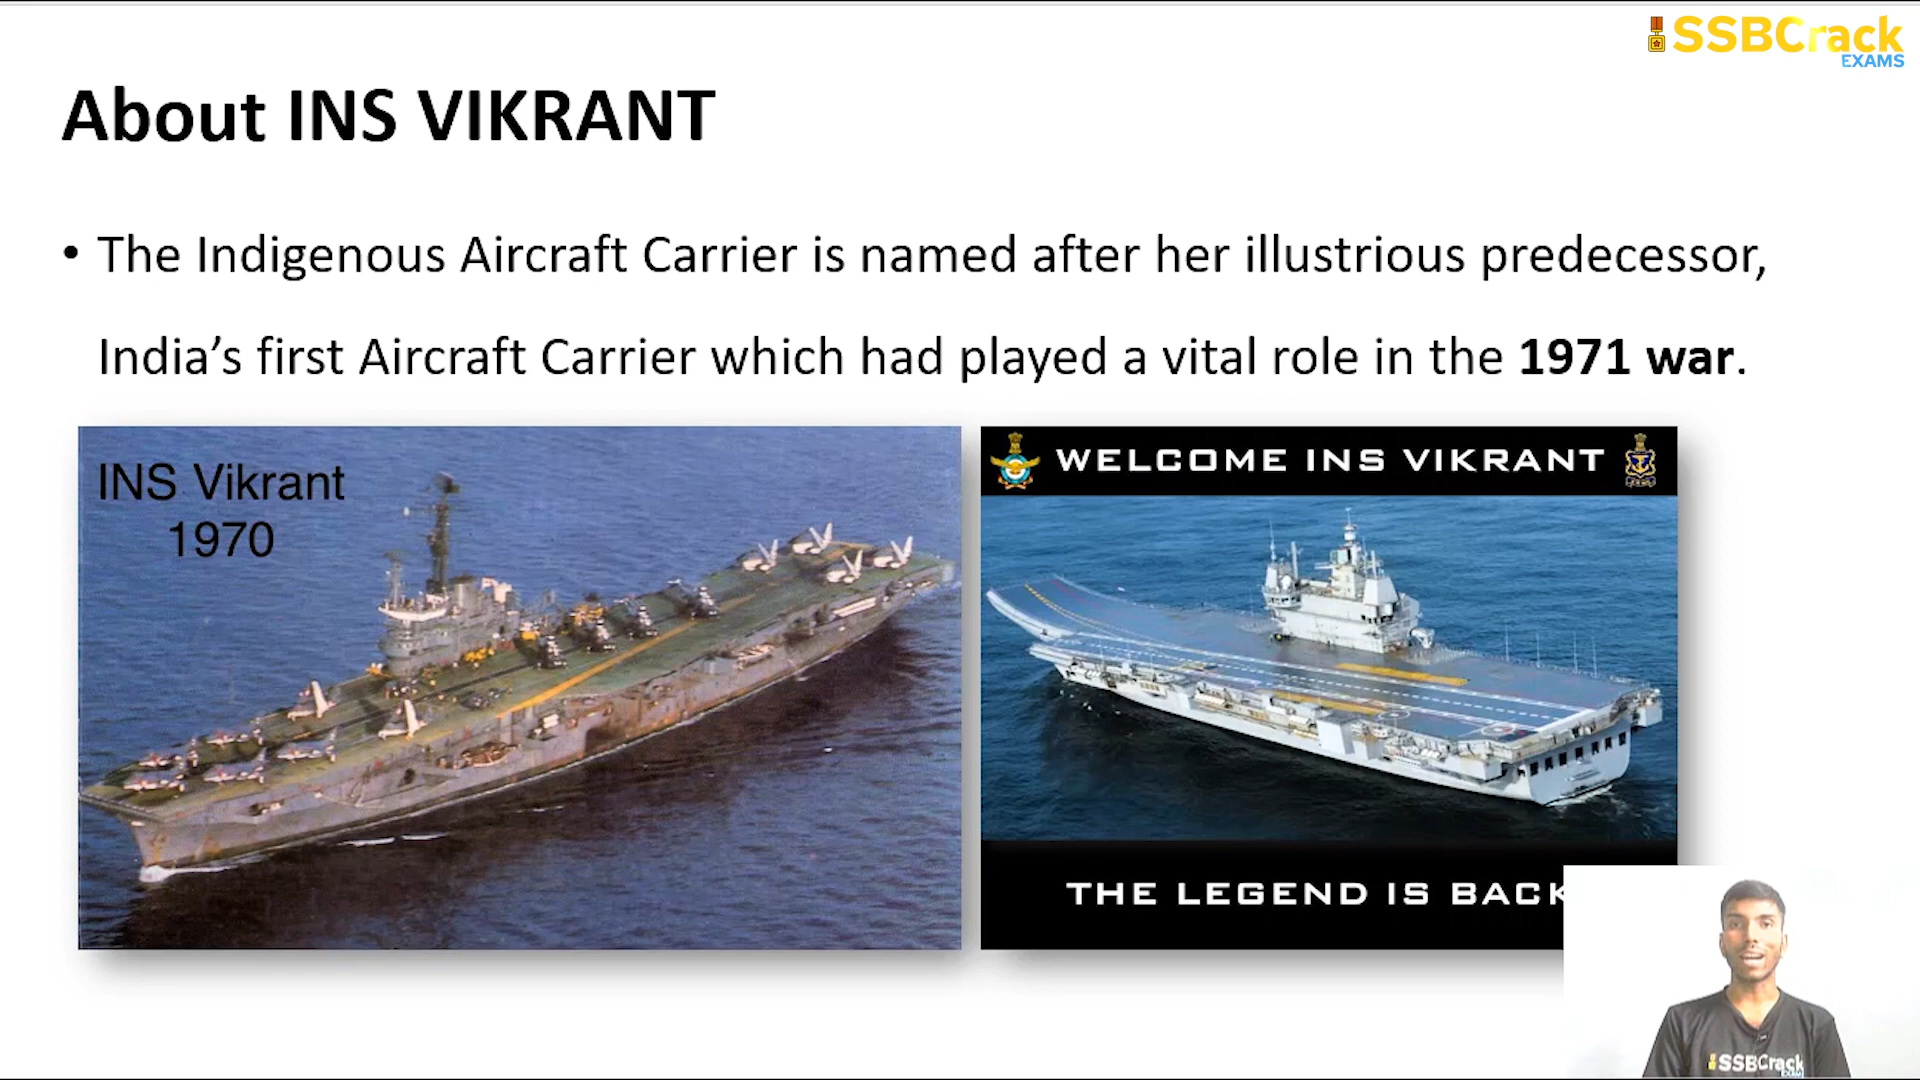 SSBCrack
EXAMS
About INS VIKRANT
• The Indigenous Aircraft Carrier is named after her illustrious predecessor,
India’s first Aircraft Carrier which had played a vital role in the 1971 war.
INS Vikrant
1970
WELCOME INS VIKRANT
THE LEGEND IS BACK
SSBCrack